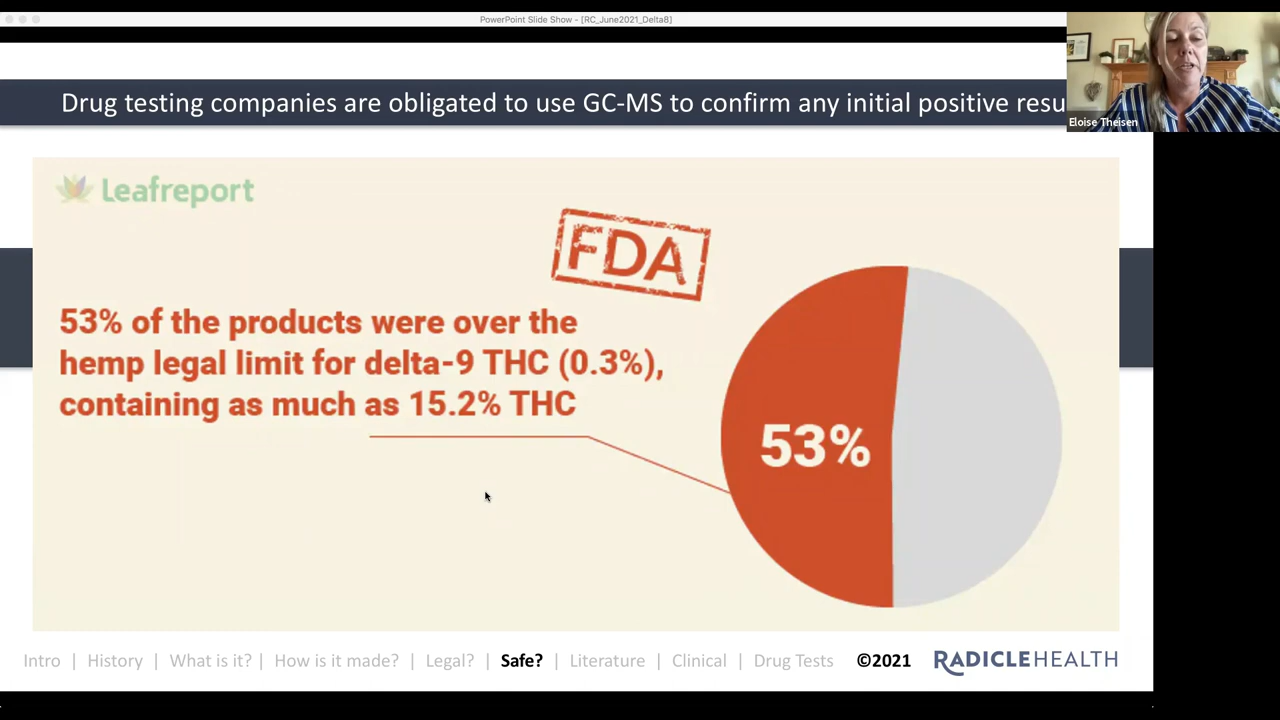 PowerPoint Slide Show - [RC_June2021_Delta8]
Drug testing companies are obligated to use GC-MS to confirm any initial positive resu
Eloise Theisen
Leafreport
FDA
53% of the products were over the
hemp legal limit for delta-9 THC (0.3%),
containing as much as 15.2% THC
53%
Intro | History | What is it? | How is it made? | Legal? | Safe? | Literature | Clinical | Drug Tests ©2021 RADICLEHEALTH